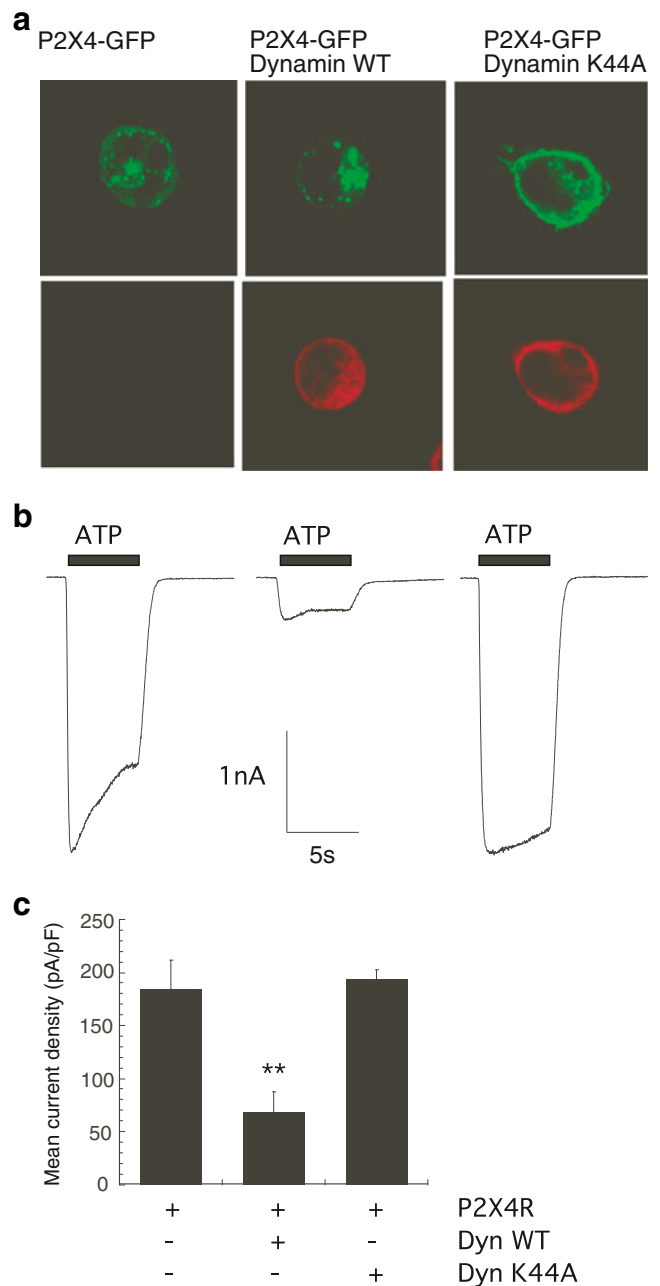 a
P2X4-GFP
P2X4-GFP
Dynamin WT
P2X4-GFP
Dynamin K44A
b
ATP
ATP
ATP
1nA
5s
c
Mean current density (pA/pF)
250
200
150
100
50
0
**
+ + + P2X4R
- + - Dyn WT
- - + Dyn K44A